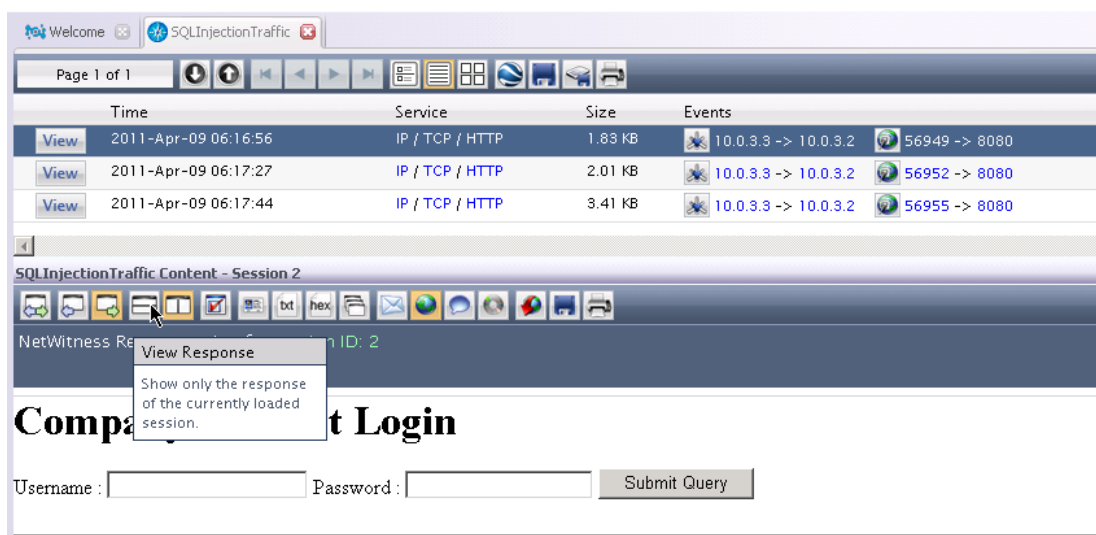 Welcome SQLInjectionTraffic
Page 1 of 1
Time Service Size Events
View 2011-Apr-09 06:16:56 IP / TCP / HTTP 1.83 KB 10.0.3.3 -> 10.0.3.2 56949 -> 8080
View 2011-Apr-09 06:17:27 IP / TCP / HTTP 2.01 KB 10.0.3.3 -> 10.0.3.2 56952 -> 8080
View 2011-Apr-09 06:17:44 IP / TCP / HTTP 3.41 KB 10.0.3.3 -> 10.0.3.2 56955 -> 8080
SQLInjectionTraffic Content - Session 2
txt hex
NetWitness Re n ID: 2
View Response
Show only the response
of the currently loaded
session.
Comp t Login
Username : Password : Submit Query